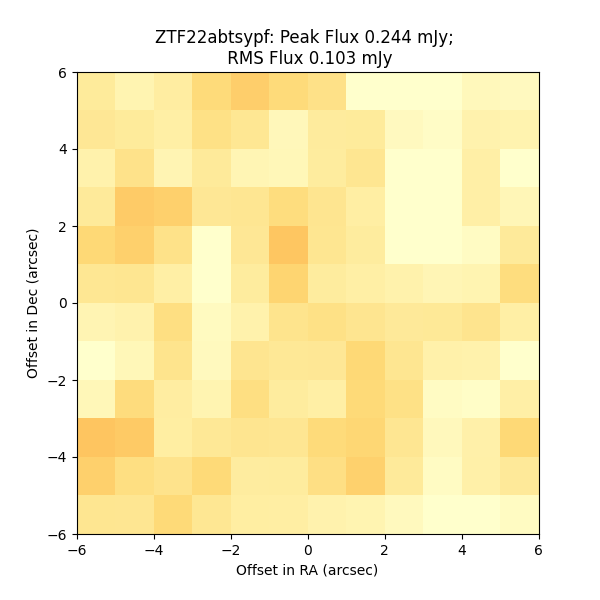 ZTF22abtsypf: Peak Flux 0.244 mJy;
RMS Flux 0.103 mJy
6
4
2
0
−2
−4
−6
Offset in Dec (arcsec)
−6 −4 −2 0 2 4 6
Offset in RA (arcsec)